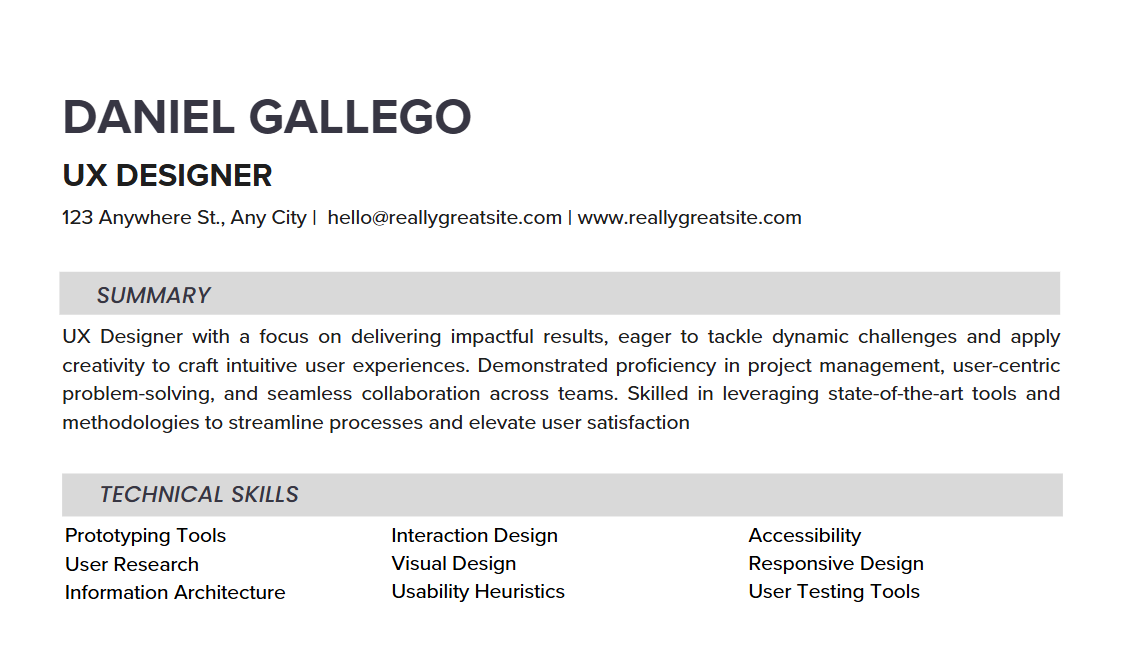 DANIEL GALLEGO
UX DESIGNER
123 Anywhere St., Any City | hello@reallygreatsite.com | www.reallygreatsite.com
SUMMARY
UX Designer with a focus on delivering impactful results, eager to tackle dynamic challenges and apply
creativity to craft intuitive user experiences. Demonstrated proficiency in project management, user-centric
problem-solving, and seamless collaboration across teams. Skilled in leveraging state-of-the-art tools and
methodologies to streamline processes and elevate user satisfaction
TECHNICAL SKILLS
Prototyping Tools
User Research
Information Architecture
Interaction Design
Visual Design
Usability Heuristics
Accessibility
Responsive Design
User Testing Tools